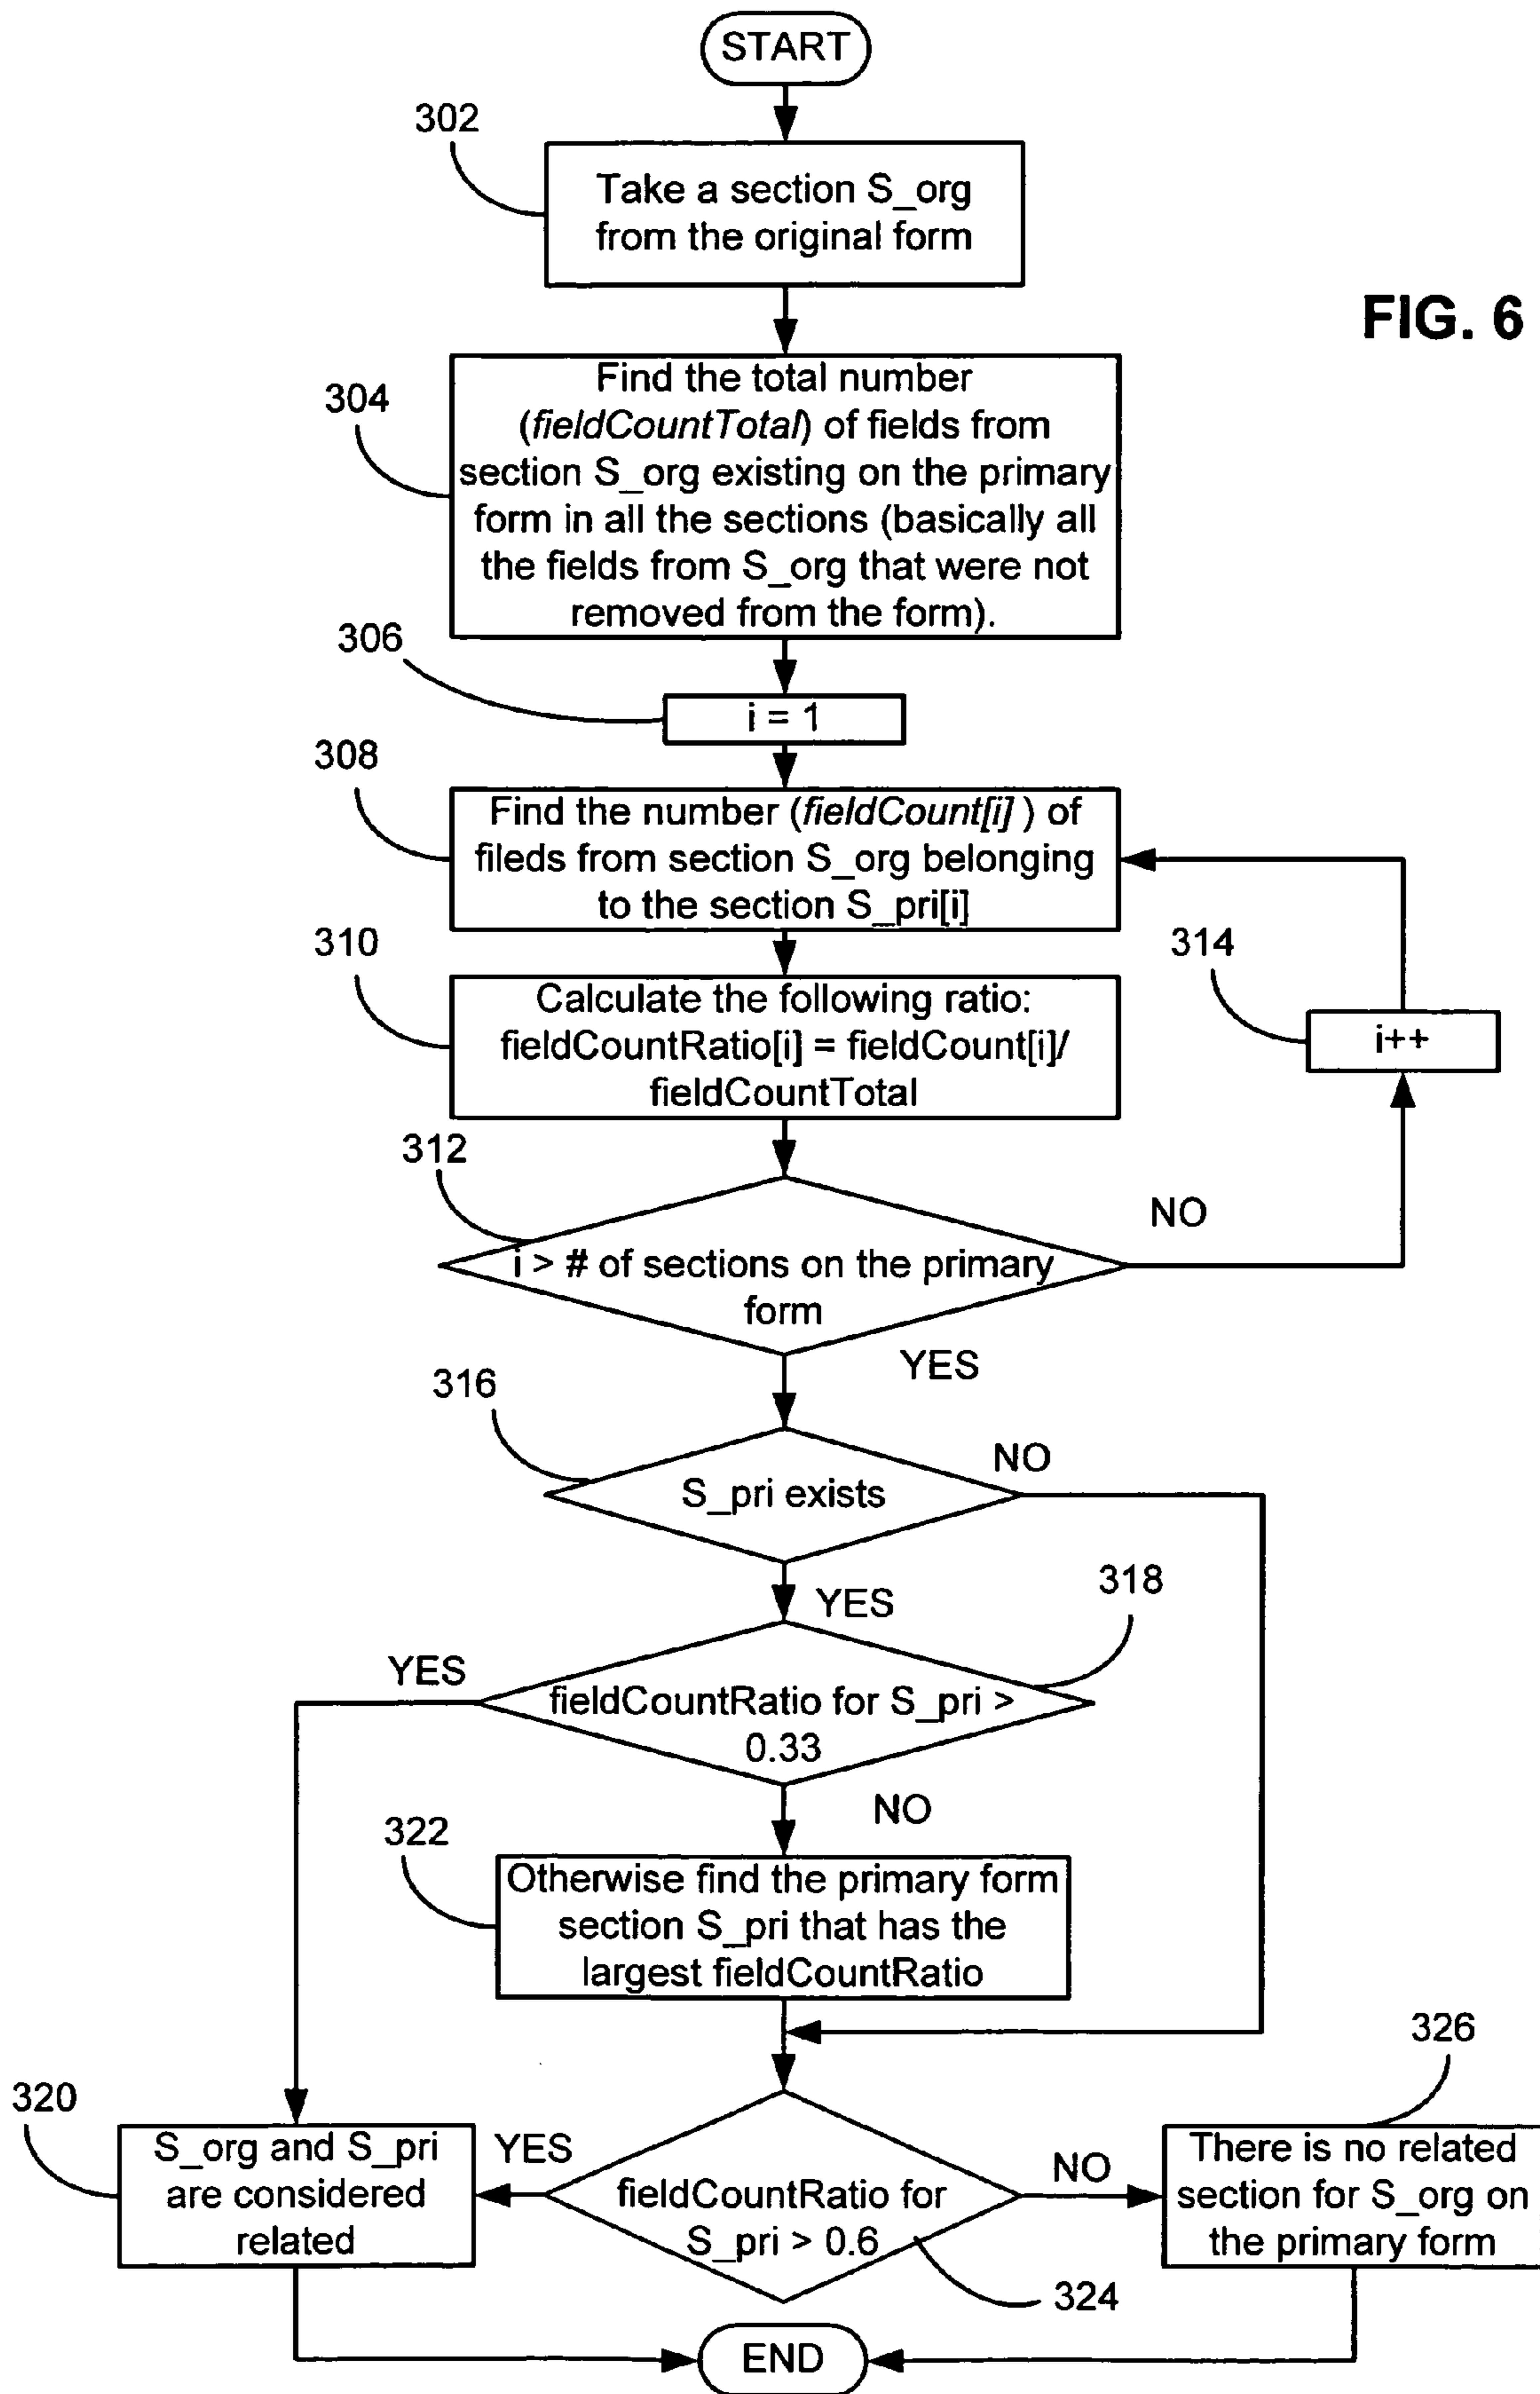 START
302
Take a section S_org
from the original form
FIG. 6
304
Find the total number
(fieldCountTotal) of fields from
section S_org existing on the primary
form in all the sections (basically all
the fields from S_org that were not
removed from the form).
306
i = 1
308
Find the number (fieldCount[i] ) of
fileds from section S_org belonging
to the section S_pri[i]
310
Calculate the following ratio:
fieldCountRatio[i] = fieldCount[i]/
fieldCountTotal
314
i++
312
i > # of sections on the primary
form
NO
YES
316
S_pri exists
NO
YES
318
fieldCountRatio for S_pri >
0.33
YES
NO
322
Otherwise find the primary form
section S_pri that has the
largest fieldCountRatio
320
S_org and S_pri
are considered
related
YES
fieldCountRatio for
S_pri > 0.6
324
NO
326
There is no related
section for S_org on
the primary form
END